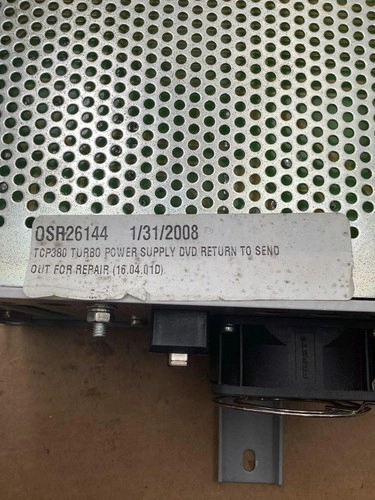 QSR26144 1/31/2008
TCP380 TURBO POWER SUPPLY DVD RETURN TO SEND
OUT FOR REPAIR (16.04.01D)